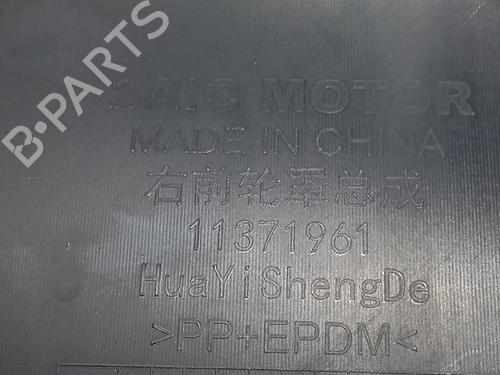 SAIC MOTOR
MADE IN CHINA
右前轮罩总成
11371961
HuaYiShengDe
>PP+EPDM<
B-PARTS